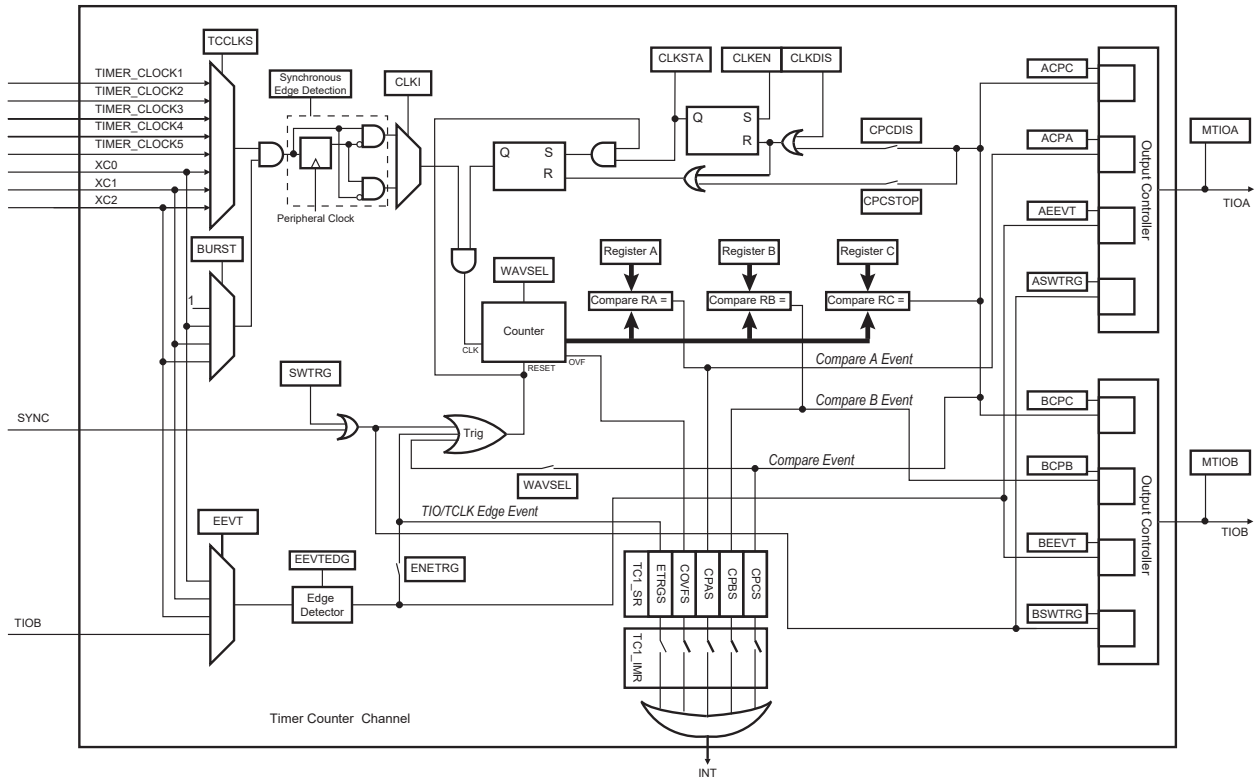 TCCLKS
TIMER_CLOCK1
TIMER_CLOCK2
TIMER_CLOCK3
TIMER_CLOCK4
TIMER_CLOCK5
XC0
XC1
XC2
Synchronous
Edge Detection
CLKI
Peripheral Clock
BURST
1
CLKSTA
CLKEN
CLKDIS
Q
S
R
Q
S
R
CPCDIS
CPCSTOP
ACPC
ACPA
AEEVT
ASWTRG
Output Controller
MTIOA
TIOA
Register A
Register B
Register C
Compare RA =
Compare RB =
Compare RC =
WAVSEL
Counter
CLK
RESET
OVF
SWTRG
SYNC
Trig
WAVSEL
Compare A Event
Compare B Event
Compare Event
TIO/TCLK Edge Event
BCPC
BCPB
BEEVT
BSWTRG
Output Controller
MTIOB
TIOB
EEVT
EEVTEDG
Edge
Detector
ENETRG
TIOB
TC1_SR
ETRGS
COVFS
CPAS
CPBS
CPCS
TC1_IMR
Timer Counter Channel
INT